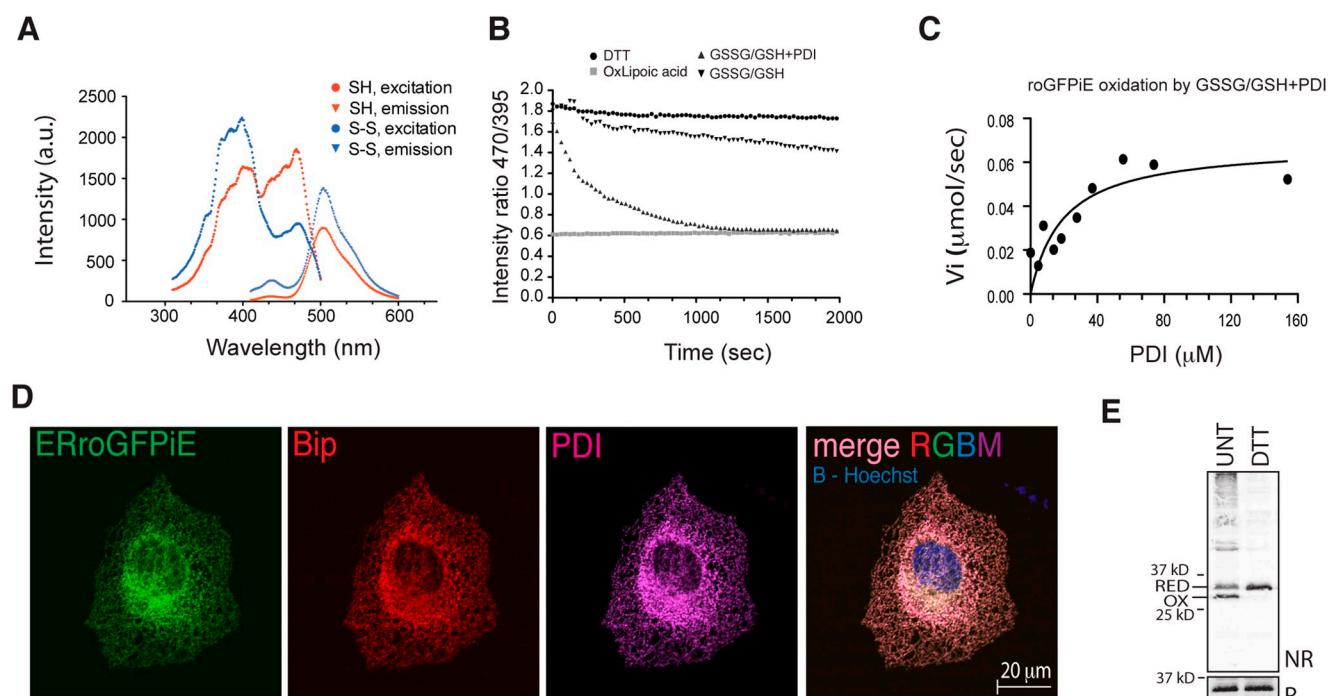 A
SH, excitation
SH, emission
S-S, excitation
S-S, emission
2500
2000
1500
1000
500
0
Intensity (a.u.)
300 400 500 600
Wavelength (nm)
B
DTT
OxLipoic acid
GSSG/GSH+PDI
GSSG/GSH
2.0
1.8
1.6
1.4
1.2
1.0
0.8
0.6
0.4
0.2
0.0
Intensity ratio 470/395
0 500 1000 1500 2000
Time (sec)
C
roGFPiE oxidation by GSSG/GSH+PDI
0.08
0.06
0.04
0.02
0.00
Vi (μmol/sec)
0 40 80 120 160
PDI (μM)
D
ERroGFPiE
Bip
PDI
merge RGBM
B - Hoechst
20 μm
E
UNT
DTT
37 kD
RED
OX
25 kD
NR
37 kD